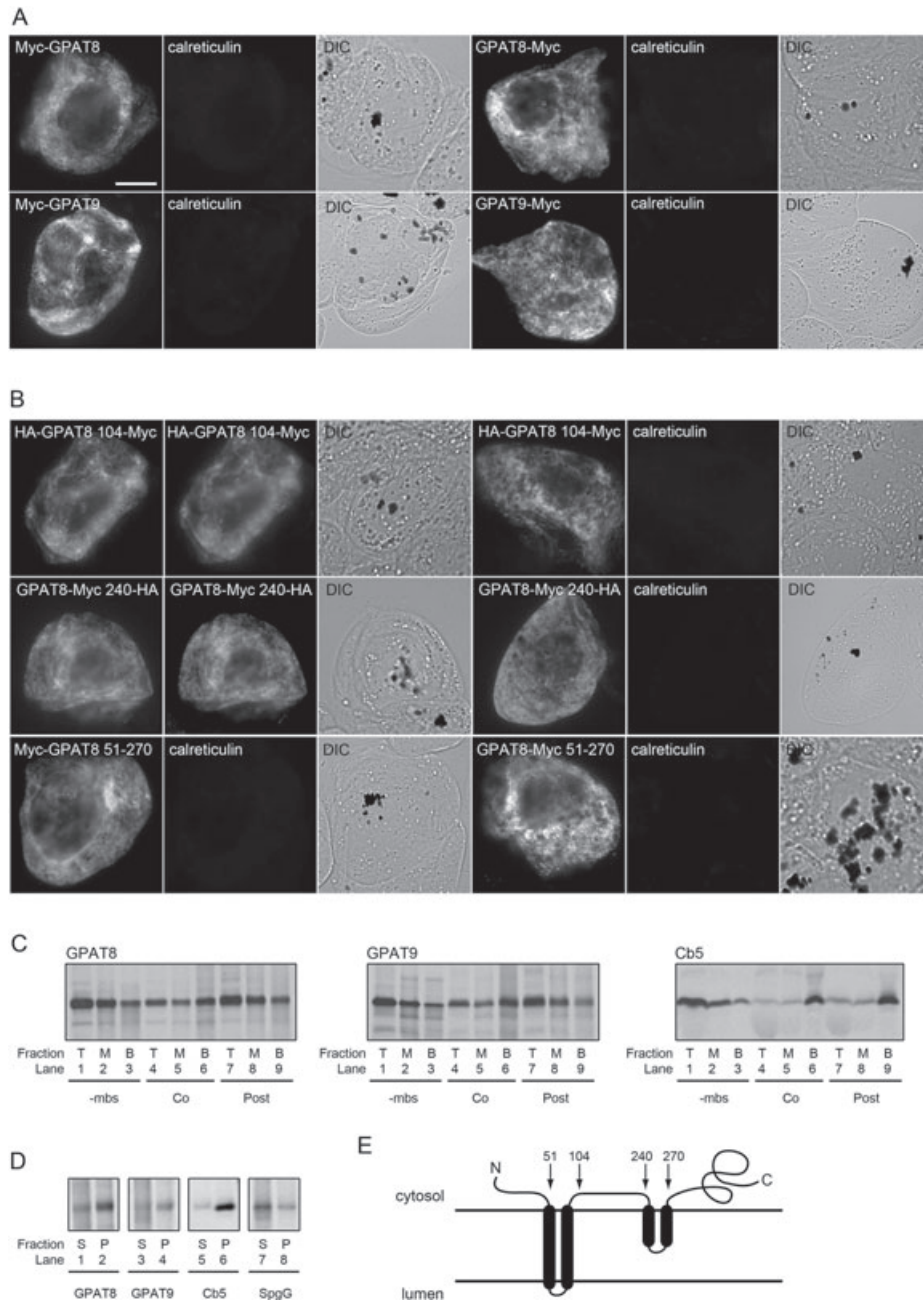 A
Myc-GPAT8 calreticulin DIC GPAT8-Myc calreticulin DIC
Myc-GPAT9 calreticulin DIC GPAT9-Myc calreticulin DIC
B
HA-GPAT8 104-Myc HA-GPAT8 104-Myc DIC HA-GPAT8 104-Myc calreticulin DIC
GPAT8-Myc 240-HA GPAT8-Myc 240-HA DIC GPAT8-Myc 240-HA calreticulin DIC
Myc-GPAT8 51-270 calreticulin DIC GPAT8-Myc 51-270 calreticulin DIC
C
GPAT8 GPAT9 Cb5
Fraction T M B T M B T M B Fraction T M B T M B T M B Fraction T M B T M B T M B
Lane 1 2 3 4 5 6 7 8 9 Lane 1 2 3 4 5 6 7 8 9 Lane 1 2 3 4 5 6 7 8 9
-mbs Co Post -mbs Co Post -mbs Co Post
D
Fraction S P S P S P S P
Lane 1 2 3 4 5 6 7 8
GPAT8 GPAT9 Cb5 SpgG
E
51 104 240 270
N
C
cytosol
lumen